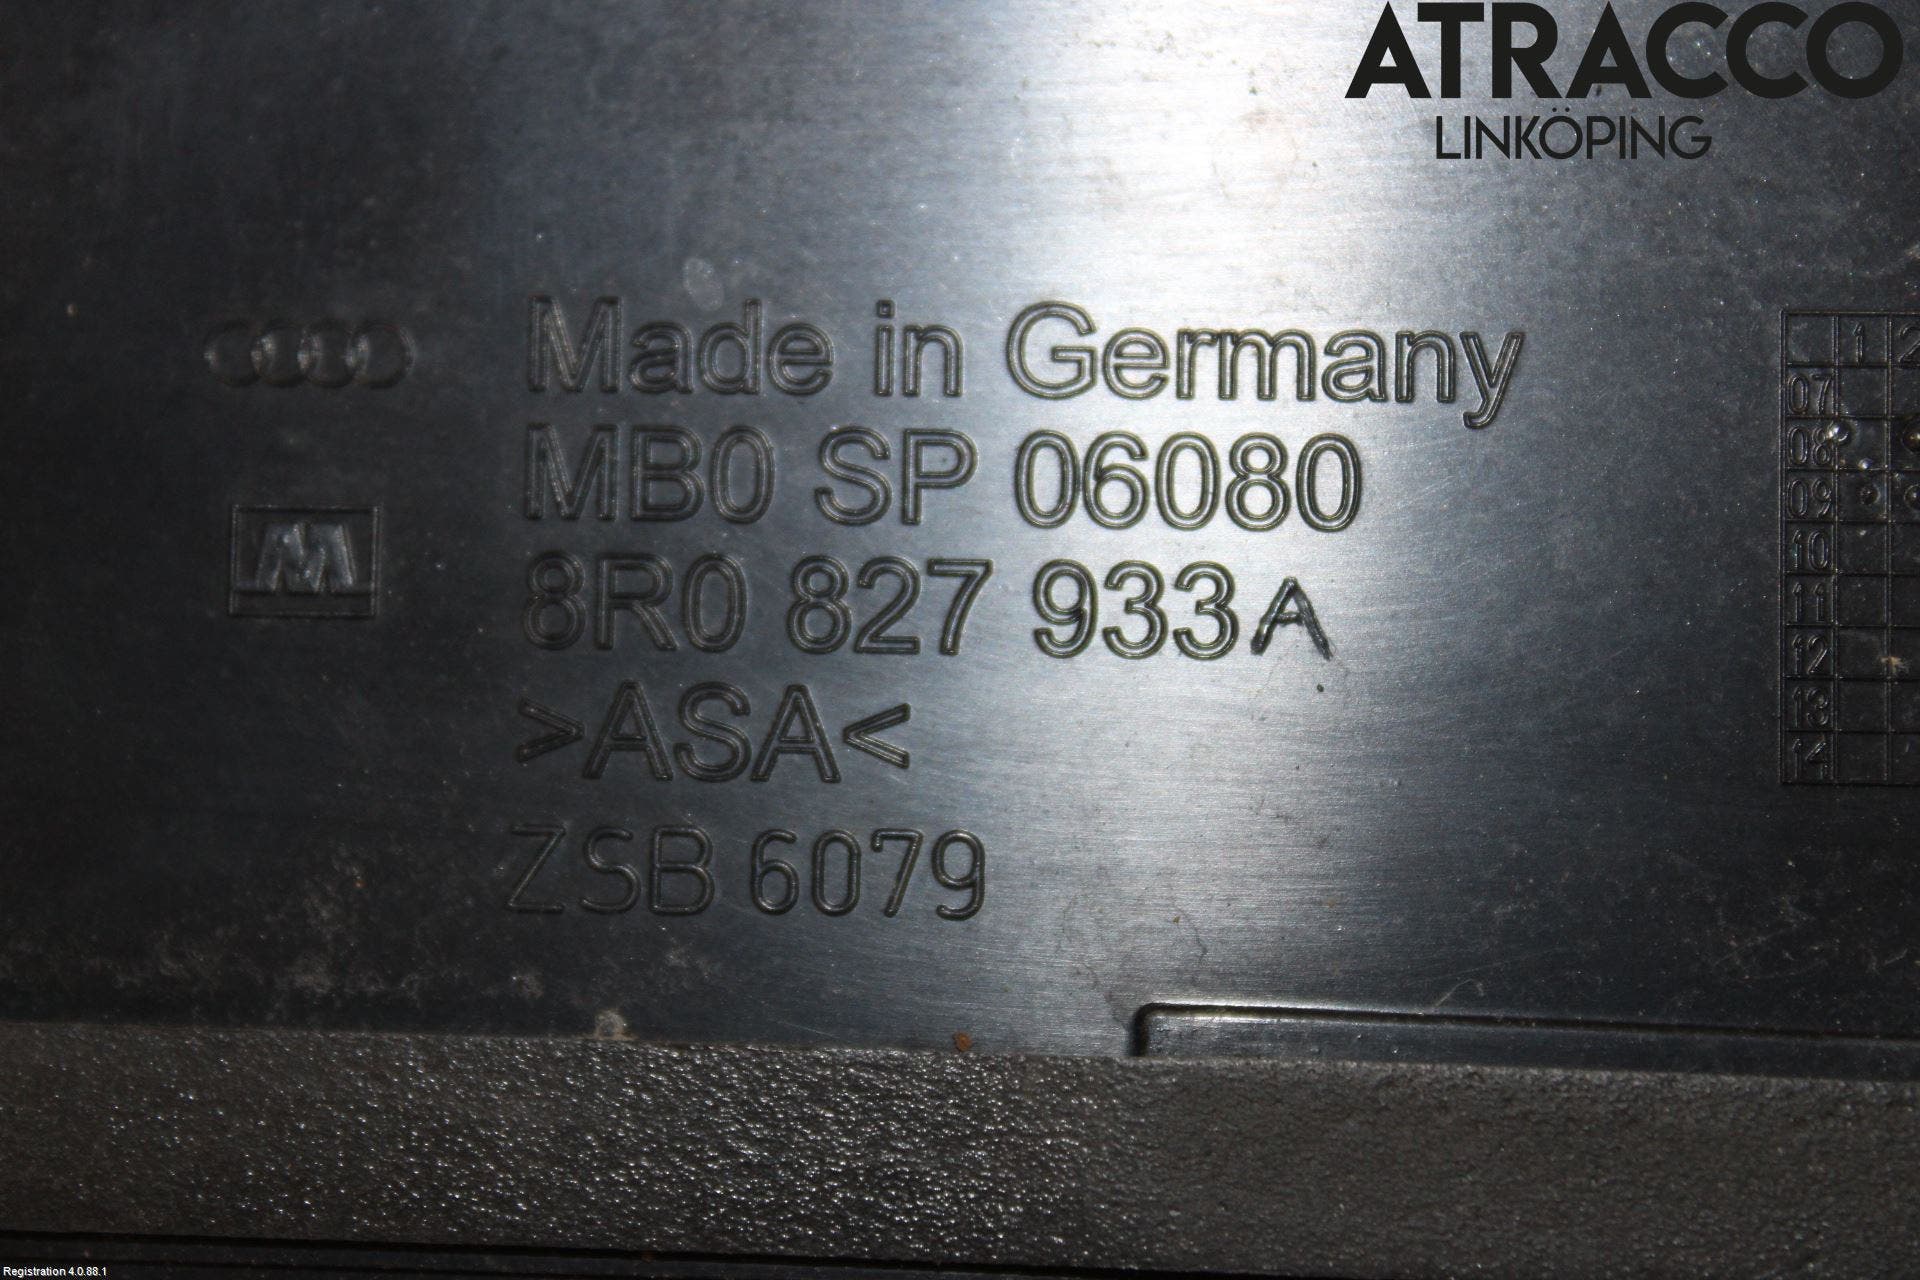 ATRACCO
LINKÖPING
Made in Germany
MB0 SP 06080
8R0 827 933 A
>ASA<
ZSB 6079
M
1 2
07
08
09
10
11
12
13
14
Registration 4.0.88.1